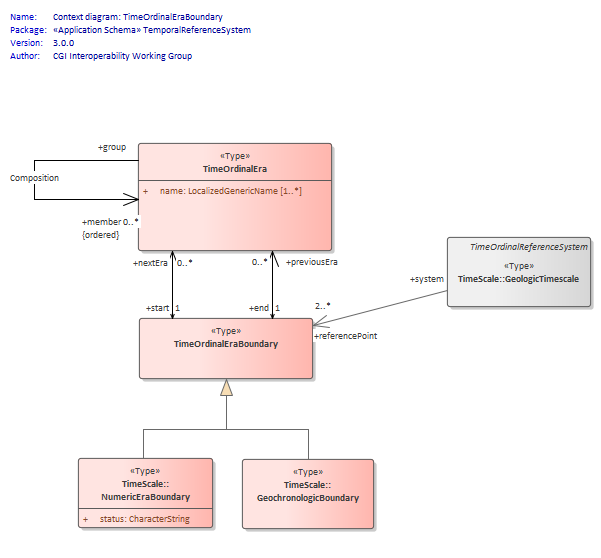 Name: Context diagram: TimeOrdinalEraBoundary
Package: «Application Schema» TemporalReferenceSystem
Version: 3.0.0
Author: CGI Interoperability Working Group
+group
«Type»
TimeOrdinalEra
Composition
+ name: LocalizedGenericName [1..*]
+member 0..*
{ordered}
TimeOrdinalReferenceSystem
+nextEra 0..*
0..* +previousEra
«Type»
+system
TimeScale::GeologicTimescale
+start 1
+end 1
2..*
«Type»
+referencePoint
TimeOrdinalEraBoundary
«Type»
TimeScale::
NumericEraBoundary
+ status: CharacterString
«Type»
TimeScale::
GeochronologicBoundary